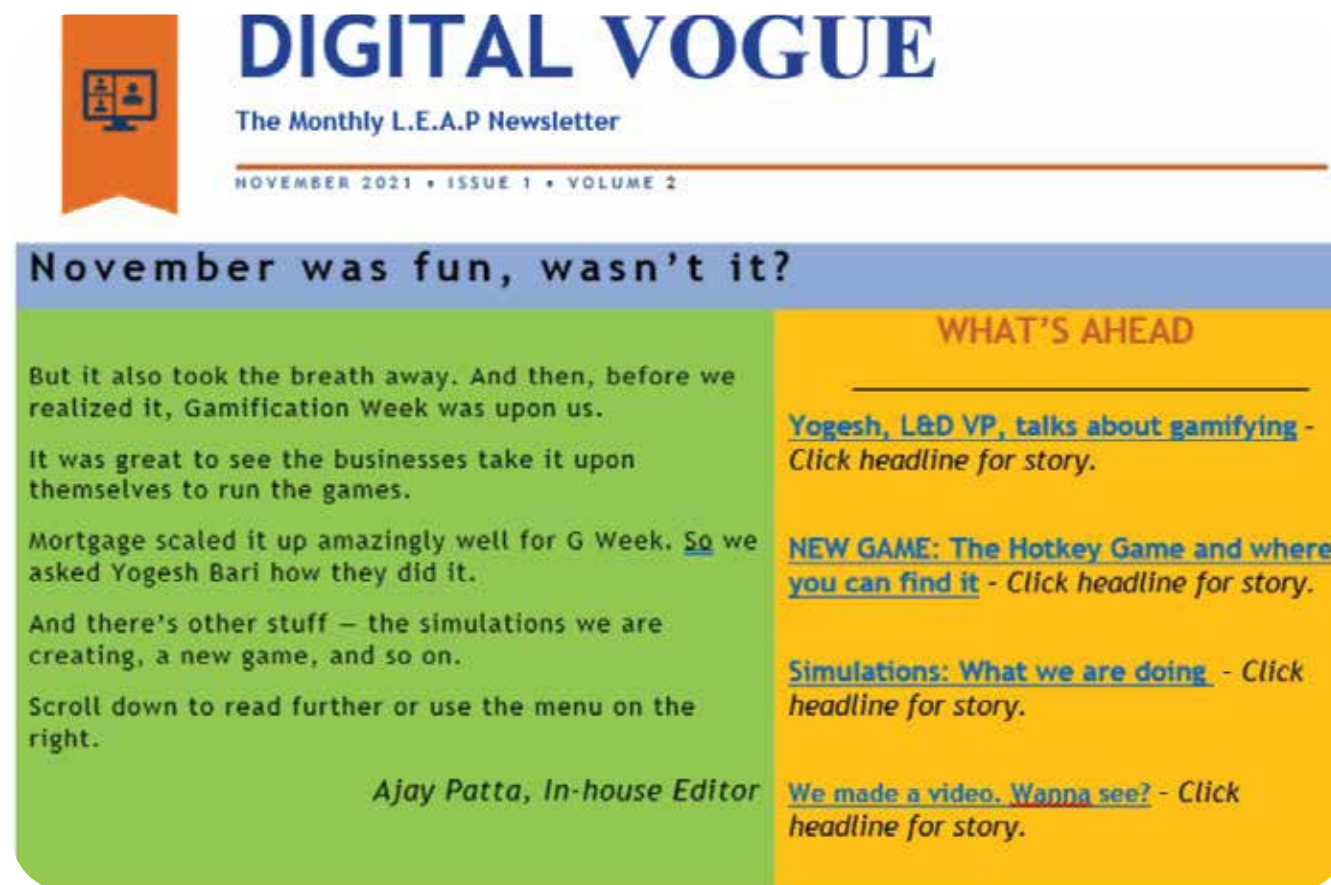 DIGITAL VOGUE
The Monthly L.E.A.P Newsletter
NOVEMBER 2021 • ISSUE 1 • VOLUME 2
November was fun, wasn't it?
But it also took the breath away. And then, before we
realized it, Gamification Week was upon us.
It was great to see the businesses take it upon
themselves to run the games.
Mortgage scaled it up amazingly well for G Week. So we
asked Yogesh Bari how they did it.
And there's other stuff – the simulations we are
creating, a new game, and so on.
Scroll down to read further or use the menu on the
right.
Ajay Patta, In-house Editor
WHAT'S AHEAD
Yogesh, L&D VP, talks about gamifying -
Click headline for story.
NEW GAME: The Hotkey Game and where
you can find it - Click headline for story.
Simulations: What we are doing - Click
headline for story.
We made a video. Wanna see? - Click
headline for story.